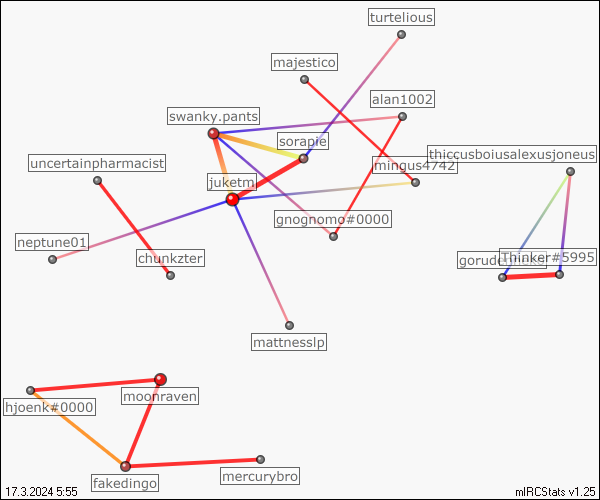 turtelious
majestico
alan1002
swanky.pants
sorapie
thiccusboiusalexusjoneus
uncertainpharmacist
mingus4742
juketm
gnognomo#0000
neptune01
chunkzter
Thinker#5995
mattnesslp
moonraven
hjoenk#0000
mercurybro
fakedingo
17.3.2024 5:55
mIRCStats v1.25